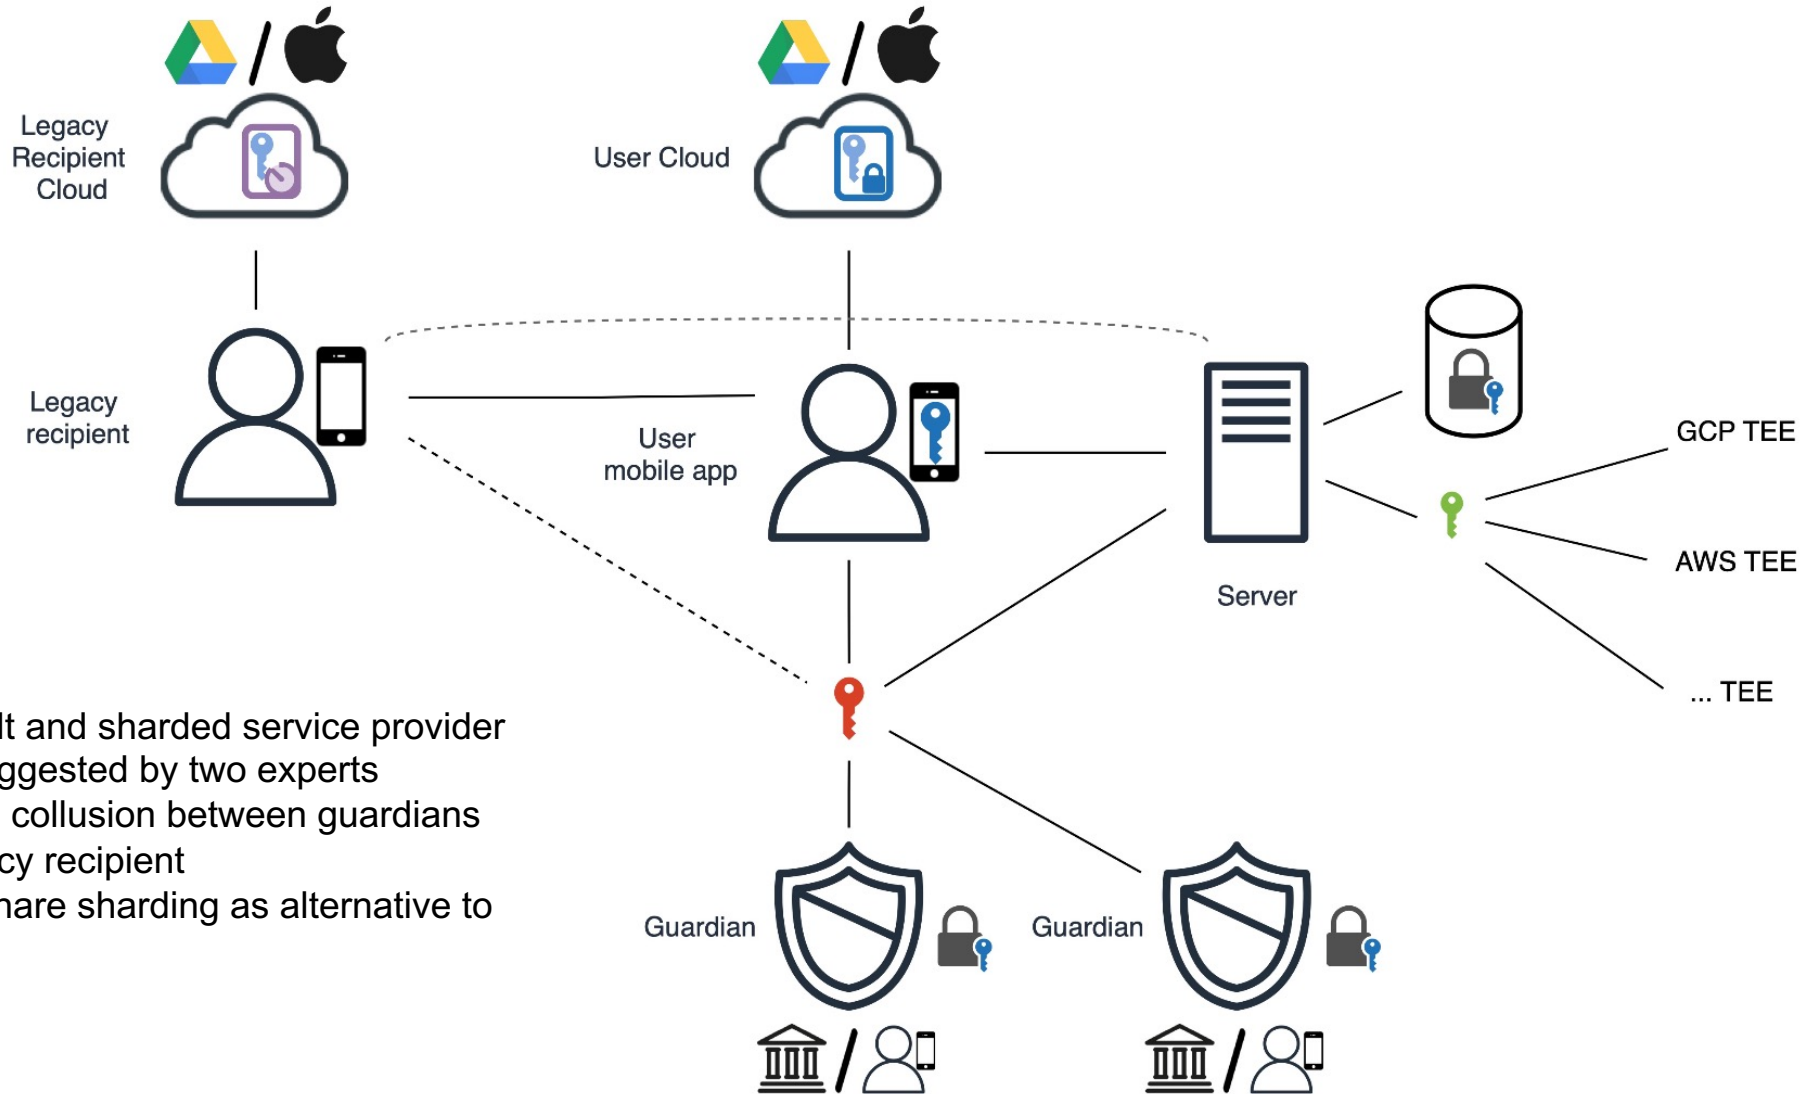 Legacy
Recipient
Cloud
User Cloud
Legacy
recipient
User
mobile app
Server
GCP TEE
AWS TEE
... TEE
lt and sharded service provider
ggested by two experts
collusion between guardians
cy recipient
hare sharding as alternative to
Guardian
Guardian